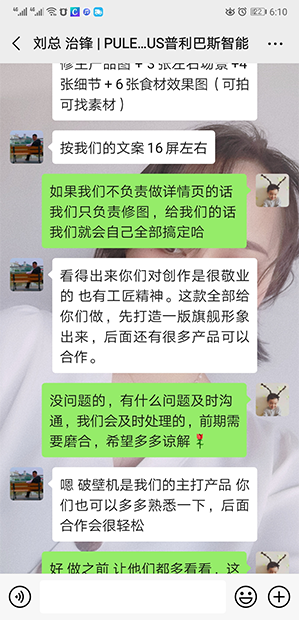 6:10
刘总 治锋 | PULE...US普利巴斯智能
修主产品图 + 3 张左右场景 +4
张细节 + 6 张食材效果图（可拍
可找素材）
按我们的文案 16 屏左右
如果我们不负责做详情页的话
我们只负责修图，给我们的话
我们就会自己全部搞定哈
看得出来你们对创作是很敬业
的 也有工匠精神。这款全部给
你们做，先打造一版旗舰形象
出来，后面还有很多产品可以
合作。
没问题的，有什么问题及时沟
通，我们会及时处理的，前期需
要磨合，希望多多谅解🌹
嗯 破壁机是我们的主打产品 你
们也可以多多熟悉一下，后面
合作会很轻松
好 做之前 让他们都多看看，这